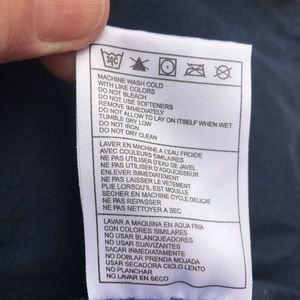 30C
MACHINE WASH COLD
WITH LIKE COLORS
DO NOT BLEACH
DO NOT USE SOFTENERS
REMOVE IMMEDIATELY
DO NOT ALLOW TO LAY ON ITSELF WHEN WET
TUMBLE DRY LOW
DO NOT IRON
DO NOT DRY CLEAN
LAVER EN MACHINE A L'EAU FROIDE
AVEC COULEURS SIMILAIRES
NE PAS UTILISER D'EAU DE JAVEL
NE PAS UTILISER D'ADOUCISSEUR
ENLEVER IMMEDIATEMENT
NE PAS LAISSER LE VETEMENT
PLIE LORSQU'IL EST MOUILLE
SECHER EN MACHINE CYCLE DELICAT
NE PAS REPASSER
NE PAS NETTOYER A SEC
LAVAR A MAQUINA EN AGUA FRIA
CON COLORES SIMILARES
NO USAR BLANQUEADORES
NO USAR SUAVIZANTES
SACAR INMEDIATAMENTE
NO DOBLAR PRENDA MOJADA
USAR SECADORA CICLO LENTO
NO PLANCHAR
NO LAVAR EN SECO